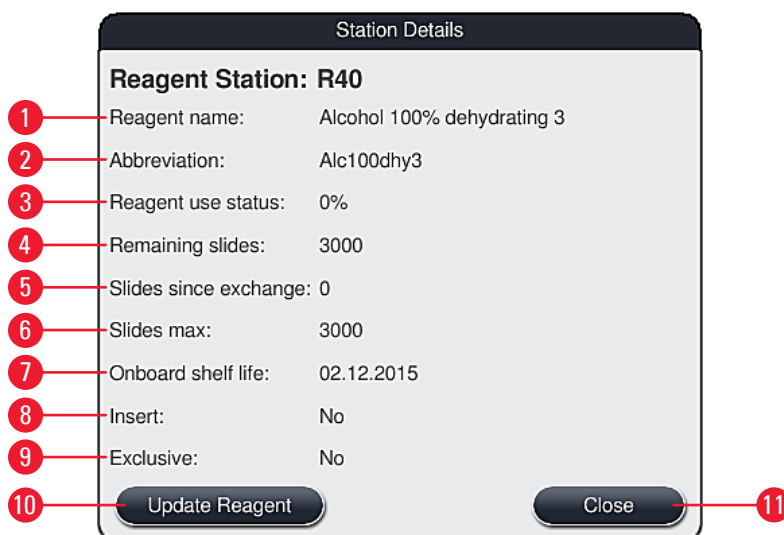 Station Details
Reagent Station: R40
1 Reagent name: Alcohol 100% dehydrating 3
2 Abbreviation: Alc100dhy3
3 Reagent use status: 0%
4 Remaining slides: 3000
5 Slides since exchange: 0
6 Slides max: 3000
7 Onboard shelf life: 02.12.2015
8 Insert: No
9 Exclusive: No
10 Update Reagent Close 11